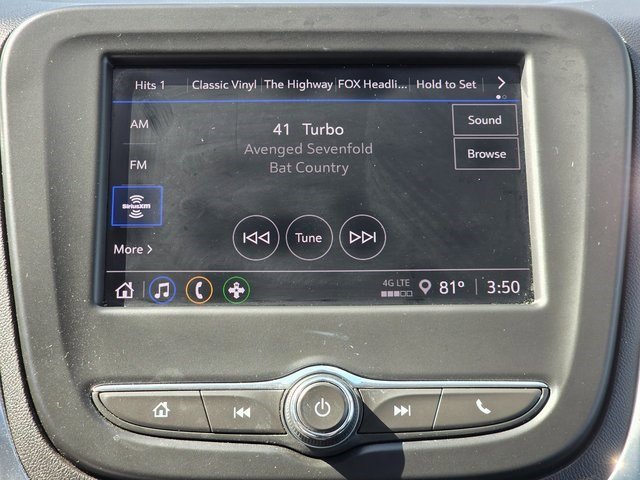 Hits 1 Classic Vinyl The Highway FOX Headli... Hold to Set
AM
41 Turbo
Sound
Avenged Sevenfold
FM
Browse
Bat Country
SiriusXM
Tune
More >
4G LTE
81° 3:50